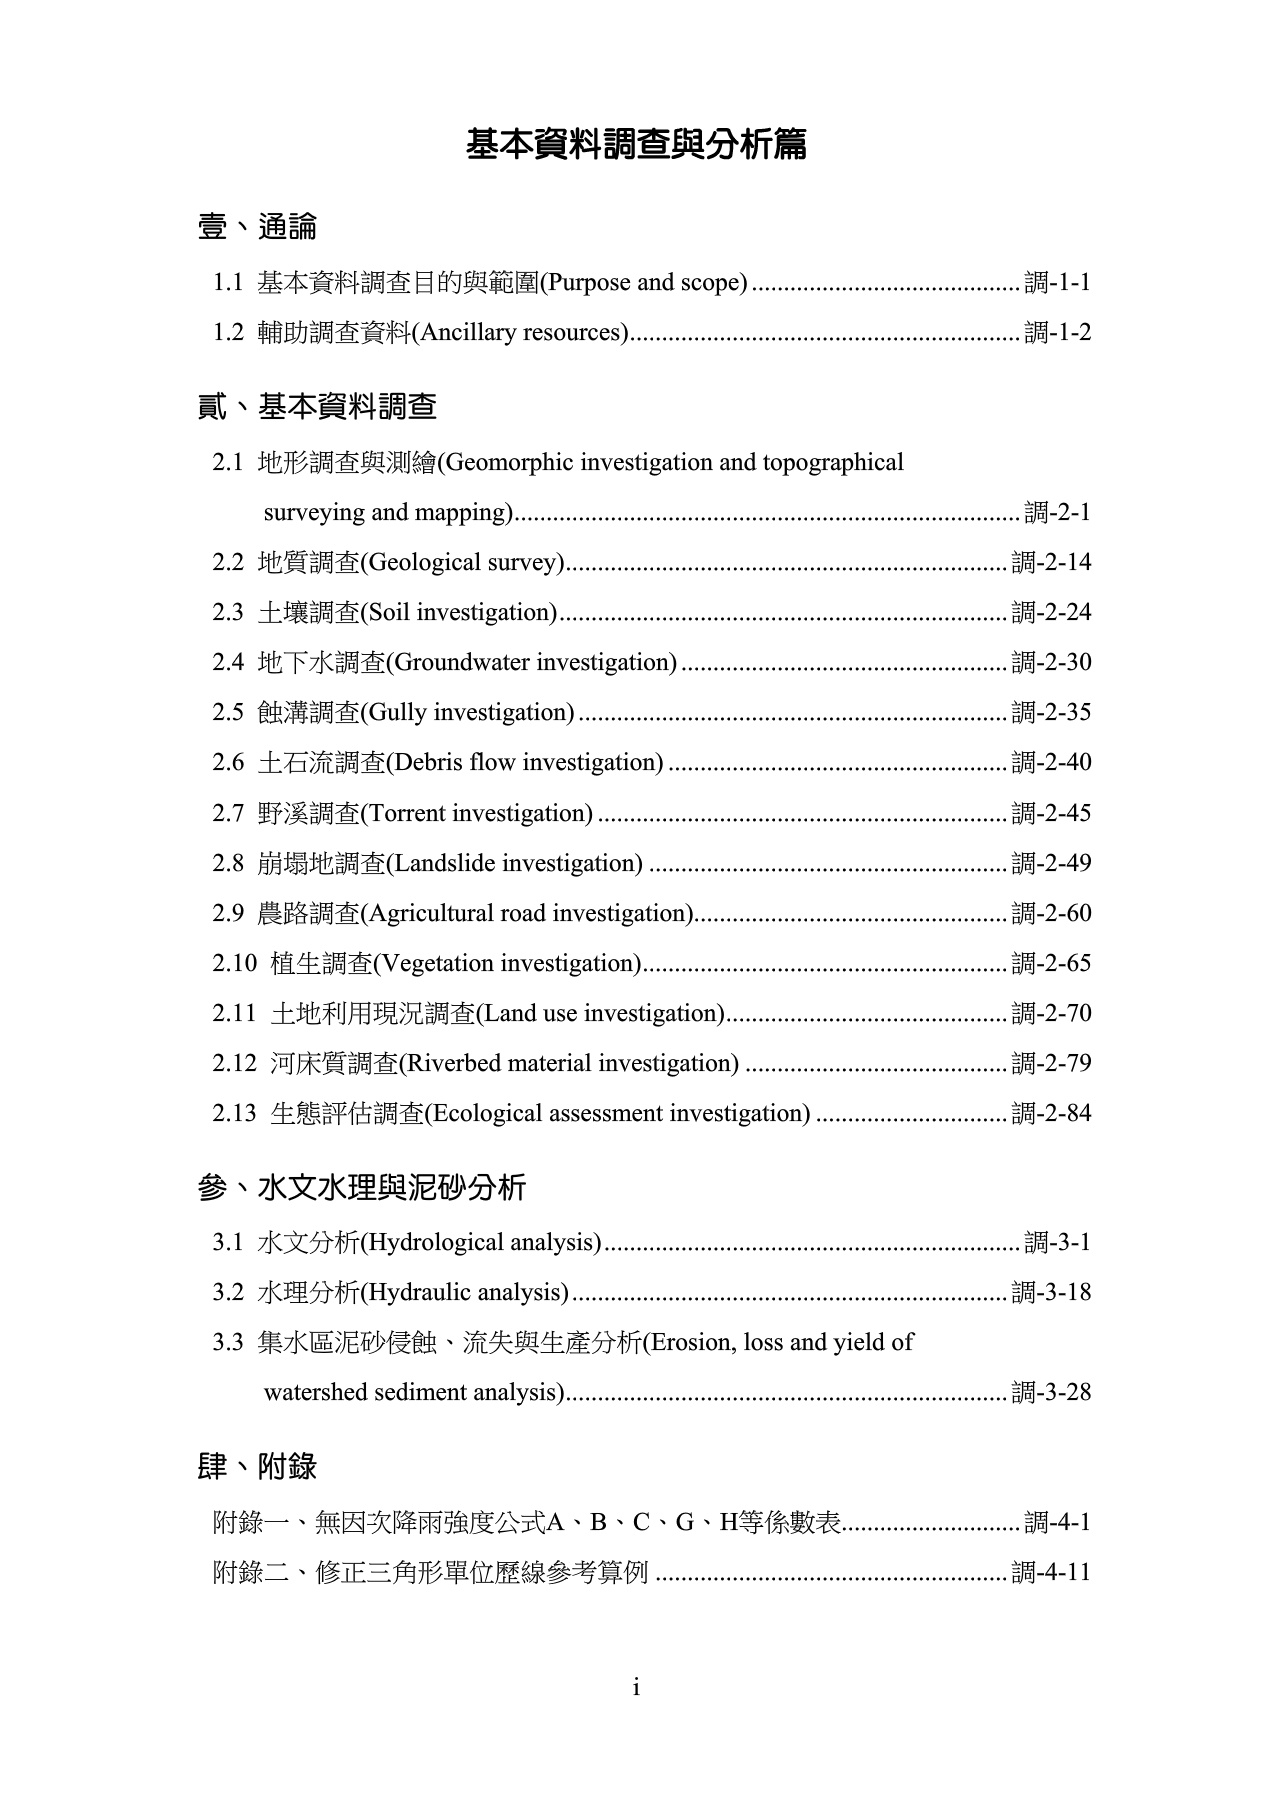 基本資料調查與分析篇
壹、通論
1.1 基本資料調查目的與範圍(Purpose and scope)..........................................調-1-1
1.2 輔助調查資料(Ancillary resources).............................................................調-1-2
貳、基本資料調查
2.1 地形調查與測繪(Geomorphic investigation and topographical
surveying and mapping)...............................................................................調-2-1
2.2 地質調查(Geological survey).....................................................................調-2-14
2.3 土壤調查(Soil investigation)......................................................................調-2-24
2.4 地下水調查(Groundwater investigation)...................................................調-2-30
2.5 蝕溝調查(Gully investigation)...................................................................調-2-35
2.6 土石流調查(Debris flow investigation).....................................................調-2-40
2.7 野溪調查(Torrent investigation)................................................................調-2-45
2.8 崩塌地調查(Landslide investigation)........................................................調-2-49
2.9 農路調查(Agricultural road investigation).................................................調-2-60
2.10 植生調查(Vegetation investigation).........................................................調-2-65
2.11 土地利用現況調查(Land use investigation)............................................調-2-70
2.12 河床質調查(Riverbed material investigation).........................................調-2-79
2.13 生態評估調查(Ecological assessment investigation)..............................調-2-84
參、水文水理與泥砂分析
3.1 水文分析(Hydrological analysis).................................................................調-3-1
3.2 水理分析(Hydraulic analysis)....................................................................調-3-18
3.3 集水區泥砂侵蝕、流失與生產分析(Erosion, loss and yield of
watershed sediment analysis).....................................................................調-3-28
肆、附錄
附錄一、無因次降雨強度公式A、B、C、G、H等係數表............................調-4-1
附錄二、修正三角形單位歷線參考算例.......................................................調-4-11
i